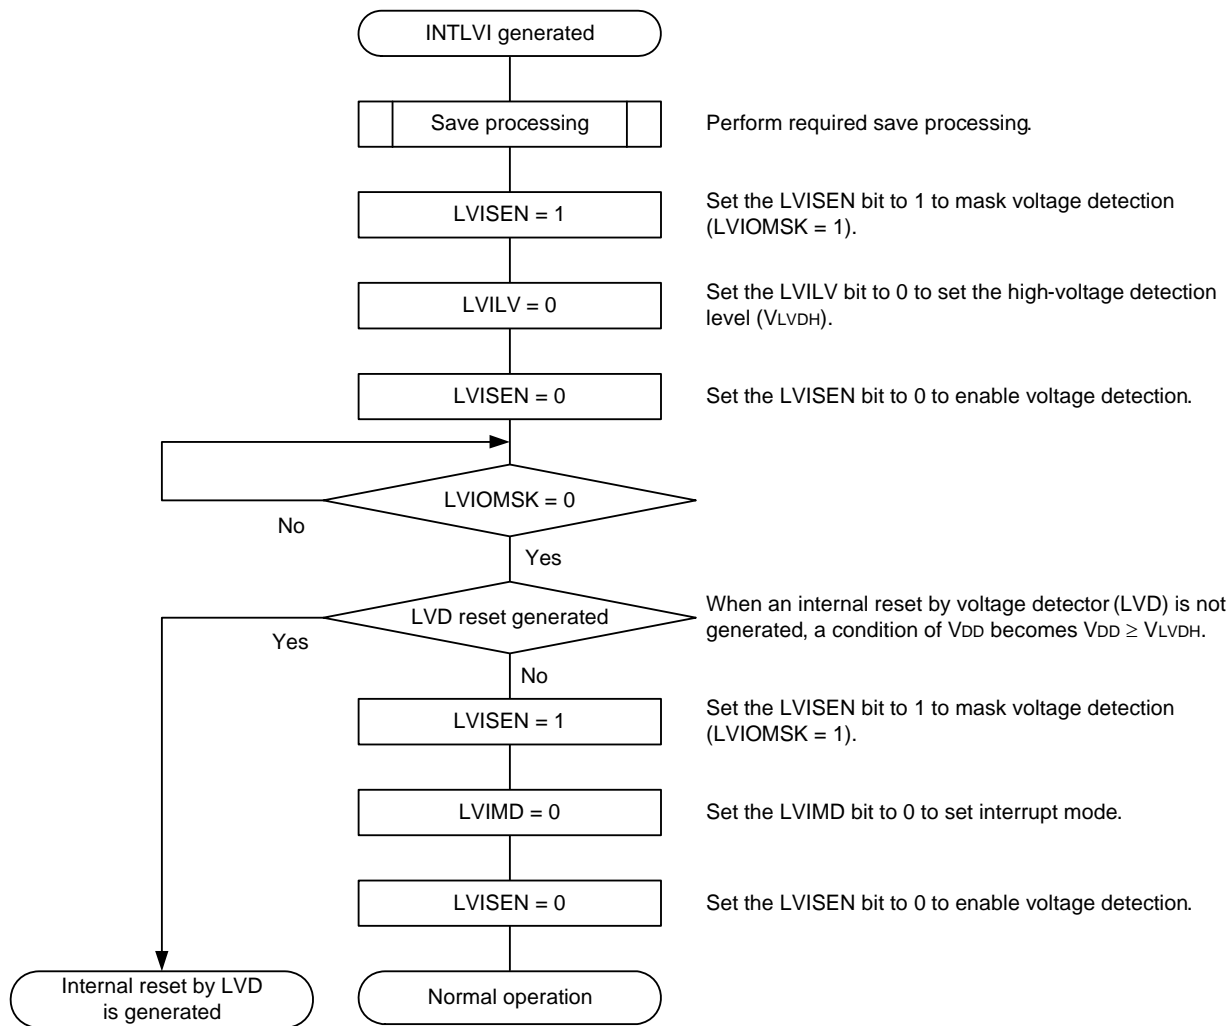 INTLVI generated
Save processing
Perform required save processing.
LVISEN = 1
Set the LVISEN bit to 1 to mask voltage detection
(LVIOMSK = 1).
LVILV = 0
Set the LVILV bit to 0 to set the high-voltage detection
level (VLVDH).
LVISEN = 0
Set the LVISEN bit to 0 to enable voltage detection.
LVIOMSK = 0
No
Yes
LVD reset generated
When an internal reset by voltage detector (LVD) is not
generated, a condition of VDD becomes VDD ≥ VLVDH.
Yes
No
LVISEN = 1
Set the LVISEN bit to 1 to mask voltage detection
(LVIOMSK = 1).
LVIMD = 0
Set the LVIMD bit to 0 to set interrupt mode.
LVISEN = 0
Set the LVISEN bit to 0 to enable voltage detection.
Internal reset by LVD
is generated
Normal operation